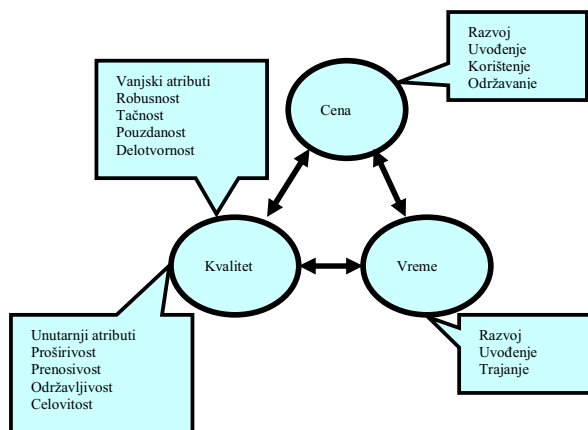 Razvoj
Uvođenje
Korištenje
Održavanje
Vanjski atributi
Robusnost
Tačnost
Pouzdanost
Delotvornost
Cena
Kvalitet
Vreme
Unutarnji atributi
Proširivost
Prenosivost
Održavljivost
Celovitost
Razvoj
Uvođenje
Trajanje